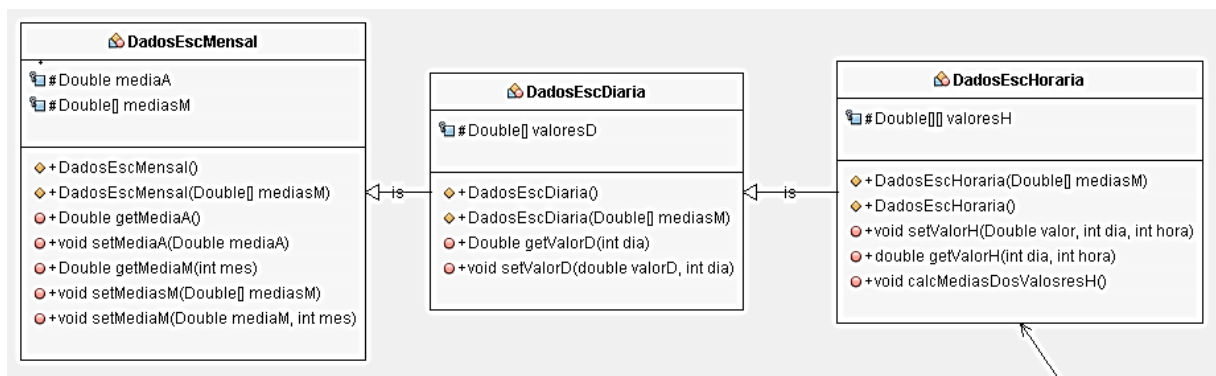 DadosEscMensal
#Double mediaA
#Double[] mediasM
+DadosEscMensal()
+DadosEscMensal(Double[] mediasM)
+Double getMediaA()
+void setMediaA(Double mediaA)
+Double getMediaM(int mes)
+void setMediasM(Double[] mediasM)
+void setMediaM(Double mediaM, int mes)
is
DadosEscDiaria
#Double[] valoresD
+DadosEscDiaria()
+DadosEscDiaria(Double[] mediasM)
+Double getValorD(int dia)
+void setValorD(double valorD, int dia)
is
DadosEscHoraria
#Double[][] valoresH
+DadosEscHoraria(Double[] mediasM)
+DadosEscHoraria()
+void setValorH(Double valor, int dia, int hora)
+double getValorH(int dia, int hora)
+void calcMediasDosValosresH()